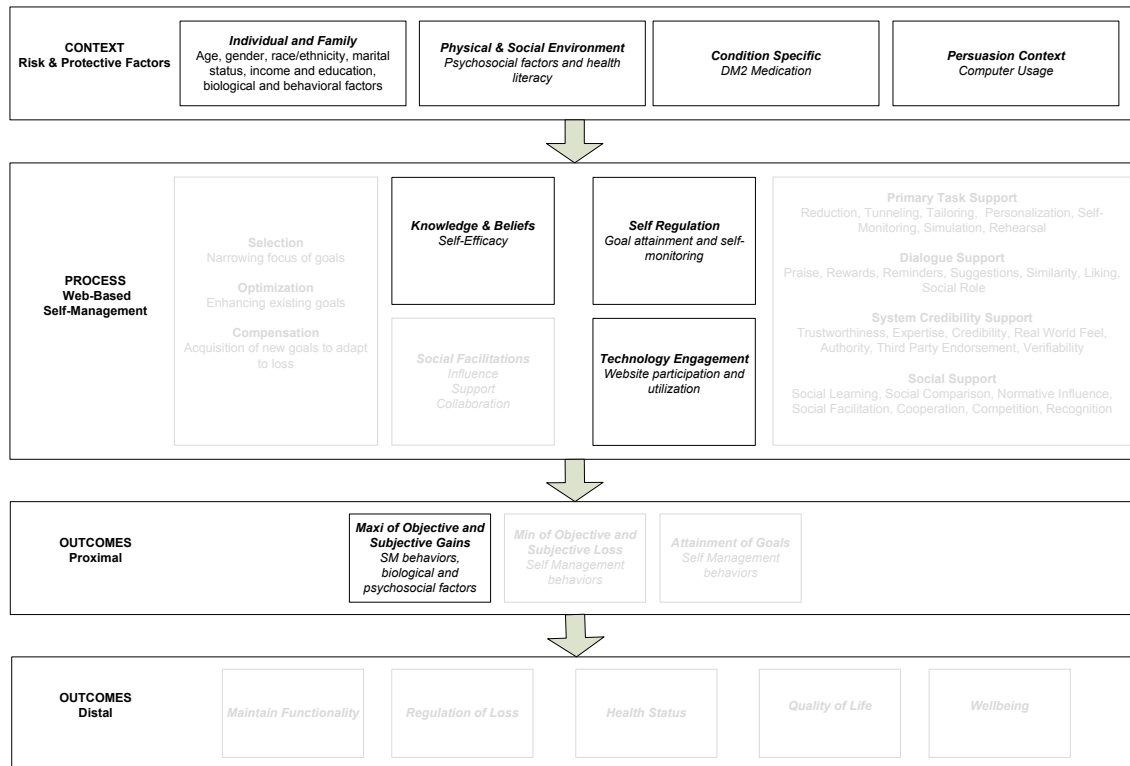 CONTEXT
Risk & Protective Factors
Individual and Family
Age, gender, race/ethnicity, marital
status, income and education,
biological and behavioral factors
Physical & Social Environment
Psychosocial factors and health
literacy
Condition Specific
DM2 Medication
Persuasion Context
Computer Usage
PROCESS
Web-Based
Self-Management
Selection
Narrowing focus of goals
Optimization
Enhancing existing goals
Compensation
Acquisition of new goals to adapt
to loss
Knowledge & Beliefs
Self-Efficacy
Social Facilitations
Influence
Support
Collaboration
Self Regulation
Goal attainment and self-
monitoring
Technology Engagement
Website participation and
utilization
Primary Task Support
Reduction, Tunneling, Tailoring, Personalization, Self-
Monitoring, Simulation, Rehearsal
Dialogue Support
Praise, Rewards, Reminders, Suggestions, Similarity, Liking,
Social Role
System Credibility Support
Trustworthiness, Expertise, Credibility, Real World Feel,
Authority, Third Party Endorsement, Verifiability
Social Support
Social Learning, Social Comparison, Normative Influence,
Social Facilitation, Cooperation, Competition, Recognition
OUTCOMES
Proximal
Maxi of Objective and
Subjective Gains
SM behaviors,
biological and
psychosocial factors
Min of Objective and
Subjective Loss
Self Management
behaviors
Attainment of Goals
Self Management
behaviors
OUTCOMES
Distal
Maintain Functionality
Regulation of Loss
Health Status
Quality of Life
Wellbeing